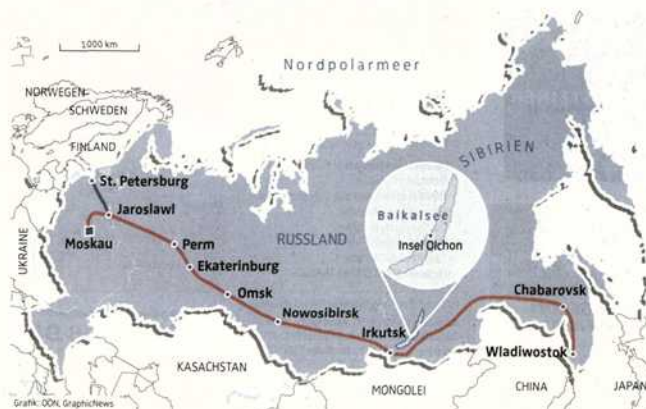 1000 km
Nordpolarmeer
NORWEGEN
SCHWEDEN
FINLAND
SIBIRIEN
St. Petersburg
Baikalsee
Jaroslawl
Insel Olchon
Moskau
RUSSLAND
Perm
UKRAINE
Ekaterinburg
Omsk
Chabarovsk
Nowosibirsk
Irkutsk
Wladiwostok
KASACHSTAN
MONGOLEI
CHINA
JAPAN
Grafik: OÖN, GraphicNews